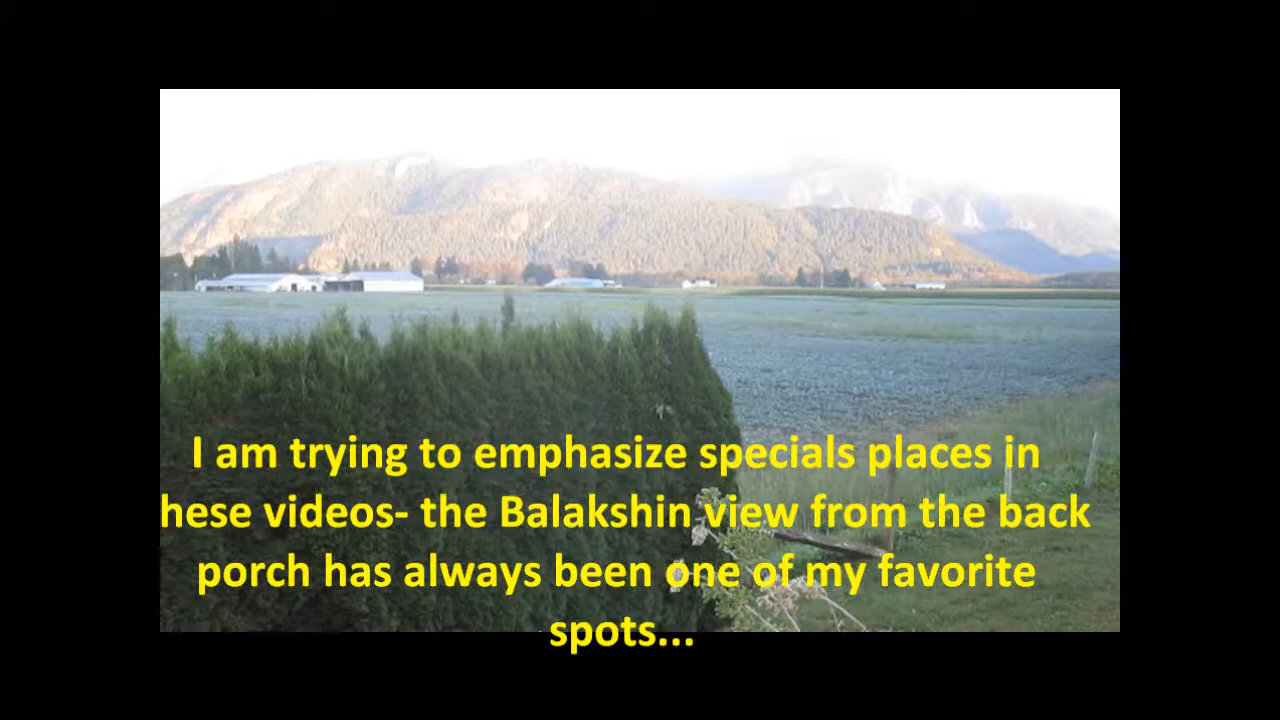 I am trying to emphasize specials places in
hese videos- the Balakshin view from the back
porch has always been one of my favorite
spots...